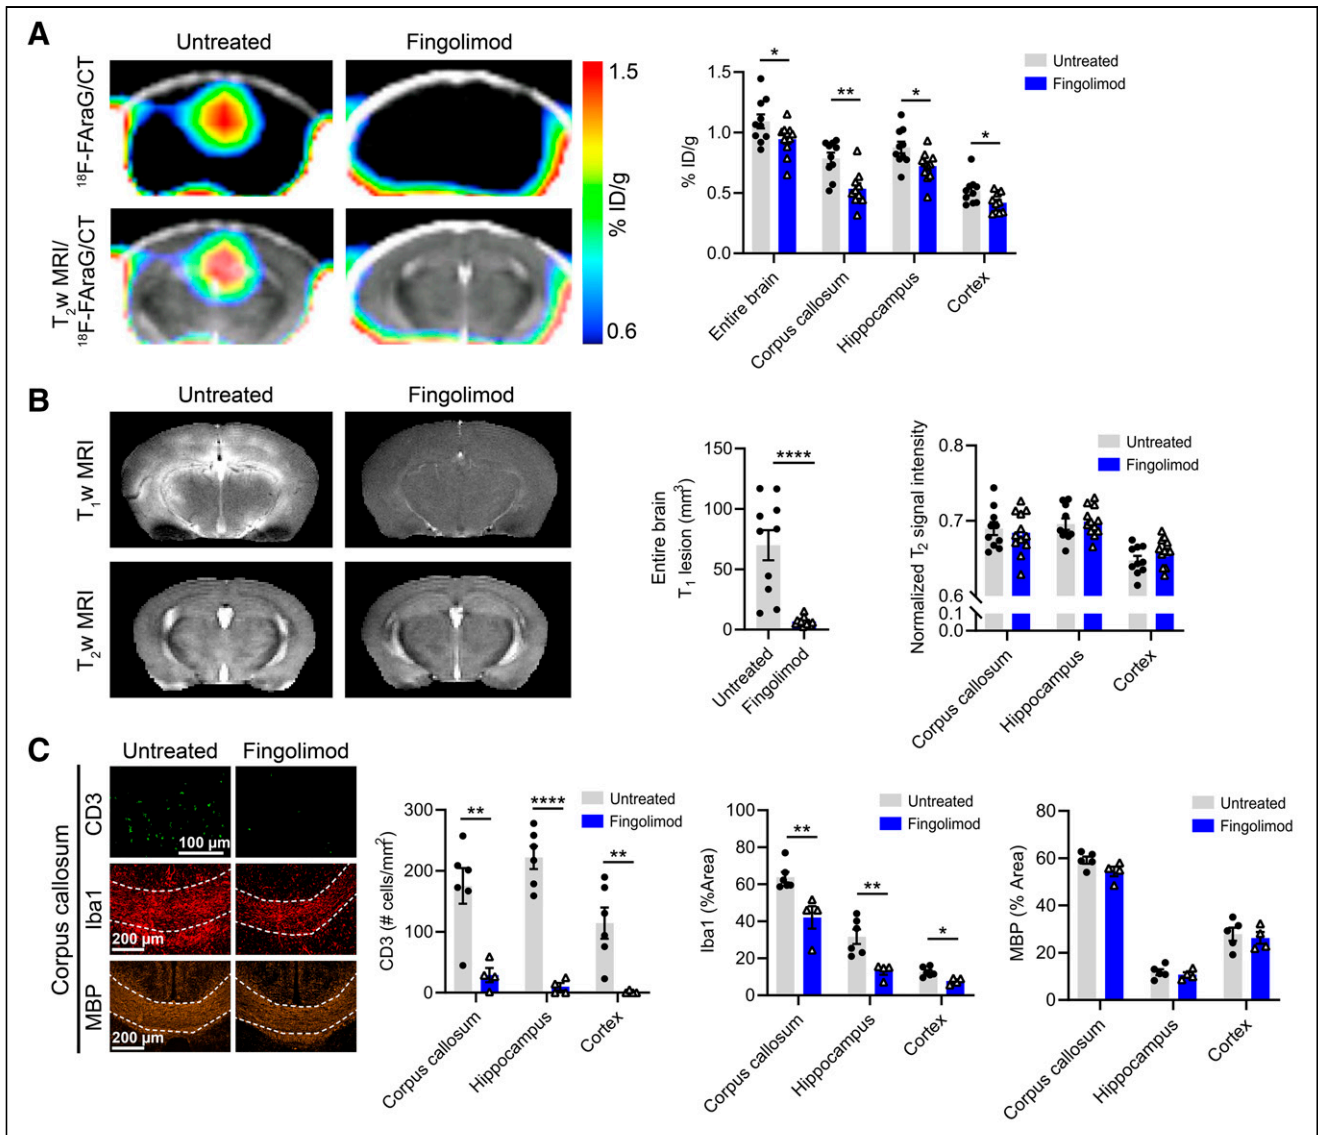 A
Untreated
Fingolimod
¹⁸F-FAraG/CT
T₂w MRI/
¹⁸F-FAraG/CT
1.5
% ID/g
0.6
% ID/g
1.5
1.0
0.5
0.0
*
**
*
*
Untreated
Fingolimod
Entire brain
Corpus callosum
Hippocampus
Cortex
B
Untreated
Fingolimod
T₁w MRI
T₂w MRI
Entire brain
T₁ lesion (mm³)
150
100
50
0
****
Untreated
Fingolimod
Normalized T₂ signal intensity
0.8
0.7
0.6
0.1
0.0
Untreated
Fingolimod
Corpus callosum
Hippocampus
Cortex
C
Untreated
Fingolimod
Corpus callosum
CD3
100 µm
Iba1
200 µm
MBP
200 µm
CD3 (# cells/mm²)
300
200
100
0
**
****
**
Untreated
Fingolimod
Corpus callosum
Hippocampus
Cortex
Iba1 (%Area)
100
80
60
40
20
0
**
**
*
Untreated
Fingolimod
Corpus callosum
Hippocampus
Cortex
MBP (% Area)
80
60
40
20
0
Untreated
Fingolimod
Corpus callosum
Hippocampus
Cortex